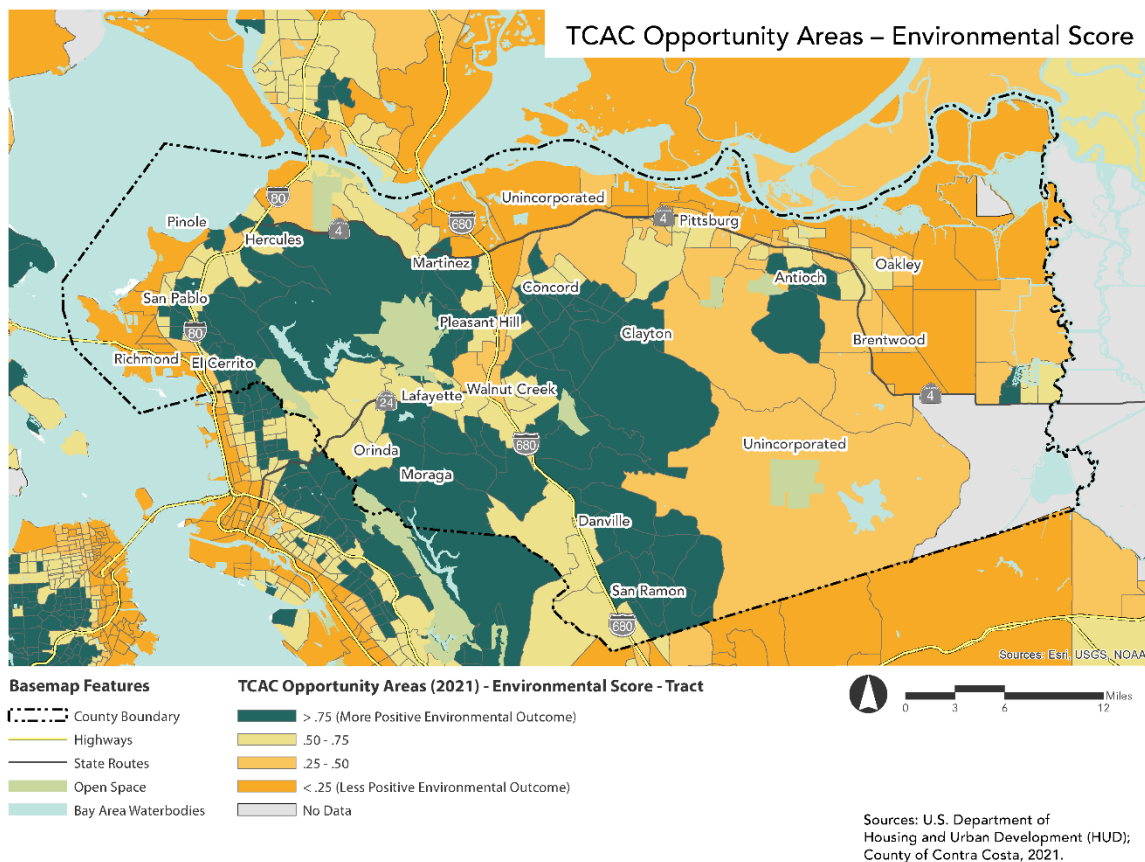 TCAC Opportunity Areas – Environmental Score
Unincorporated
80
Pinole
680
4
Pittsburg
Hercules
4
Martinez
Oakley
Antioch
Concord
San Pablo
Pleasant Hill
80
Clayton
Brentwood
Richmond
El Cerrito
Walnut Creek
Lafayette
24
4
680
Unincorporated
Orinda
Moraga
Danville
San Ramon
680
Sources: Esri, USGS, NOAA
Basemap Features
County Boundary
Highways
State Routes
Open Space
Bay Area Waterbodies
TCAC Opportunity Areas (2021) - Environmental Score - Tract
> .75 (More Positive Environmental Outcome)
.50 - .75
.25 - .50
< .25 (Less Positive Environmental Outcome)
No Data
Miles
0 3 6 12
Sources: U.S. Department of
Housing and Urban Development (HUD);
County of Contra Costa, 2021.